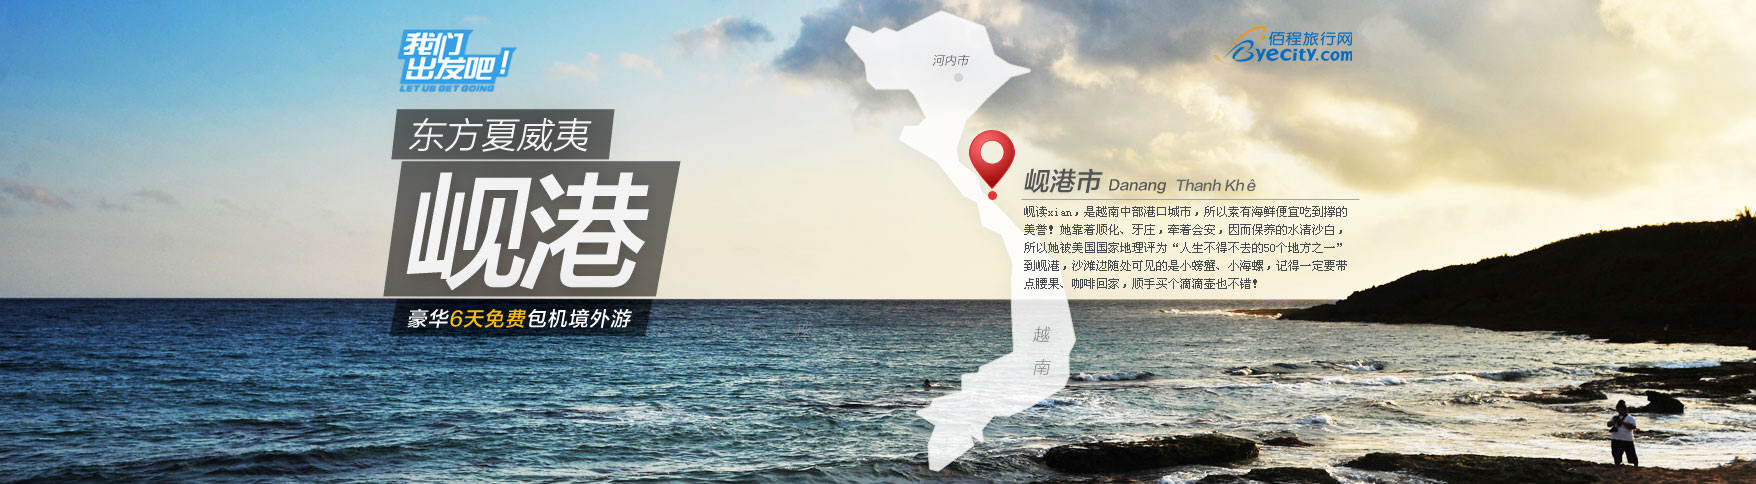 我们
出发吧！
LET US GET GOING
东方夏威夷
岘港
豪华6天免费包机境外游
河内市
佰程旅行网
Byecity.com
岘港市 Danang Thanh Khê
岘读xian，是越南中部港口城市，所以素有海鲜便宜吃到撑的
美誉！她靠着顺化、牙庄，牵着会安，因而保养的水清沙白，
所以她被美国国家地理评为“人生不得不去的50个地方之一”
到岘港，沙滩边随处可见的是小螃蟹、小海螺，记得一定要带
点腰果、咖啡回家，顺手买个滴滴壶也不错！
越
南